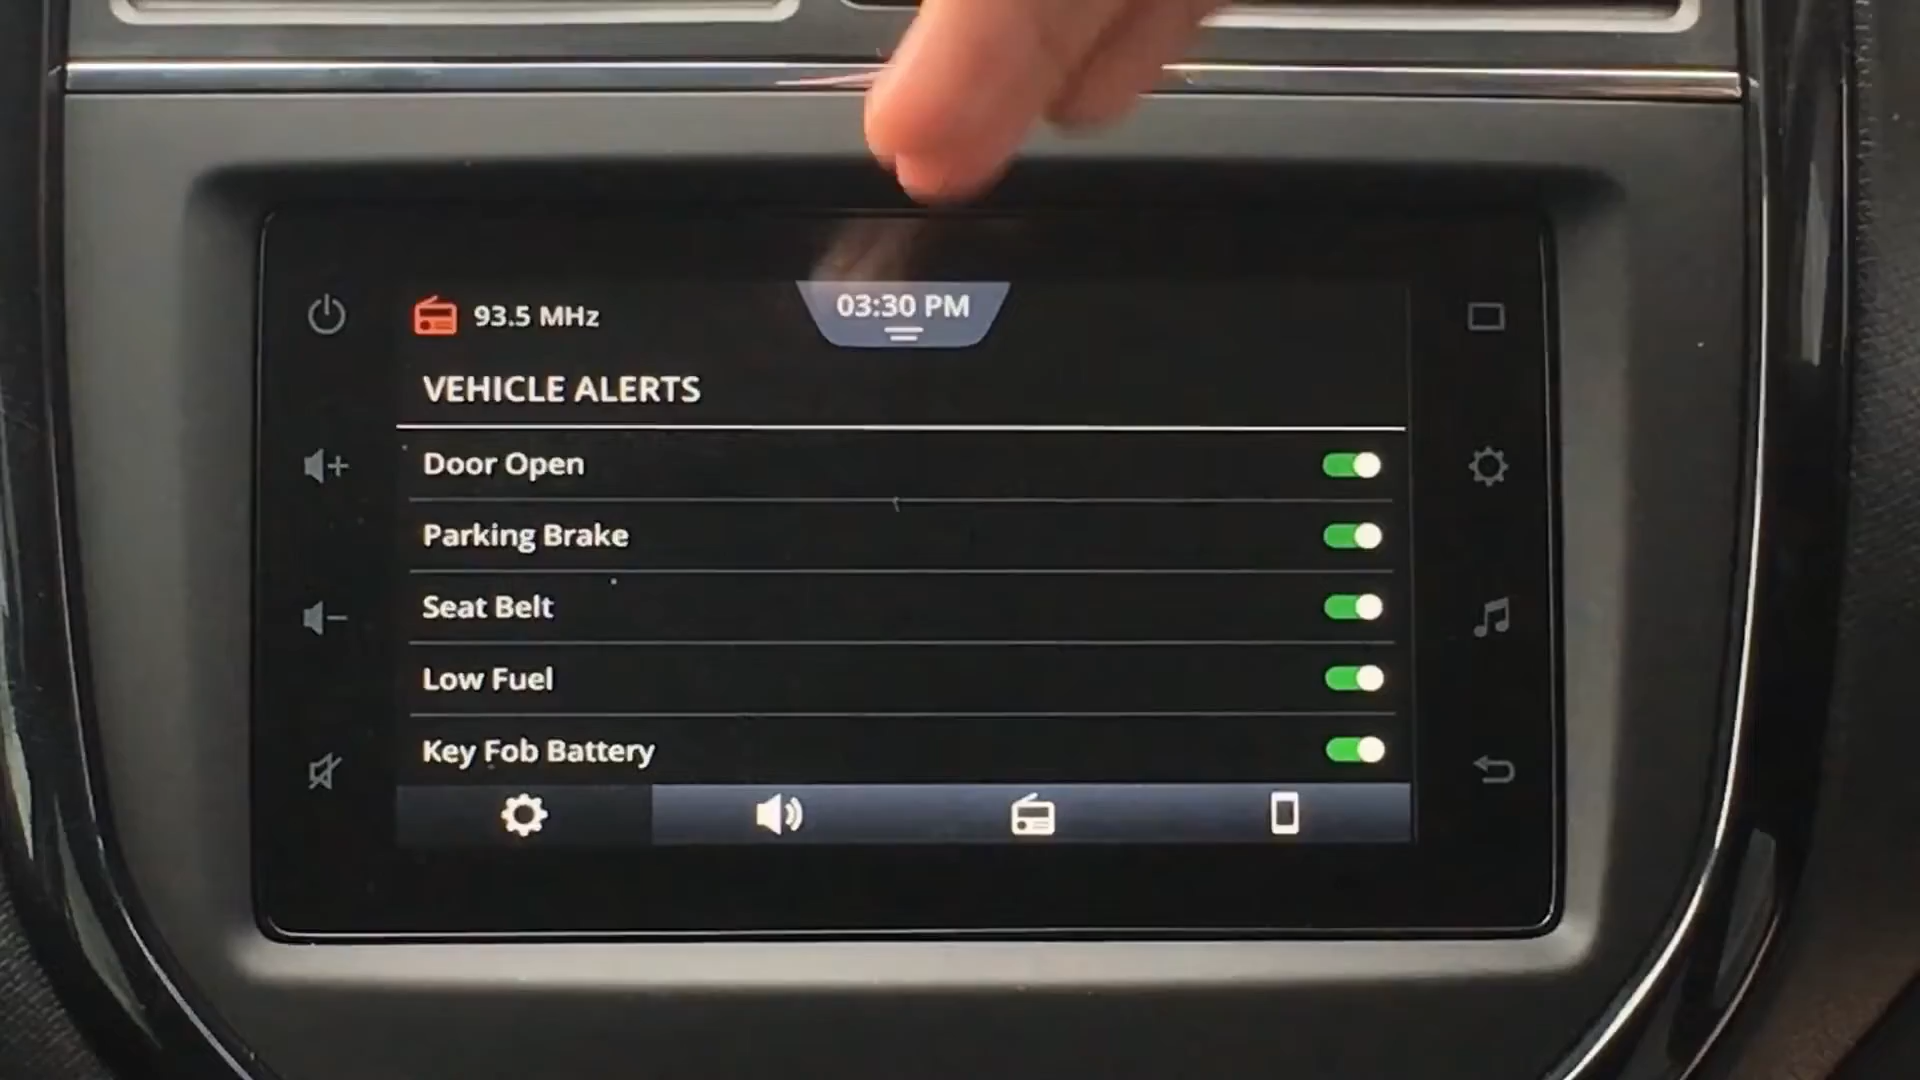 93.5 MHz
03:30 PM
VEHICLE ALERTS
Door Open
Parking Brake
Seat Belt
Low Fuel
Key Fob Battery